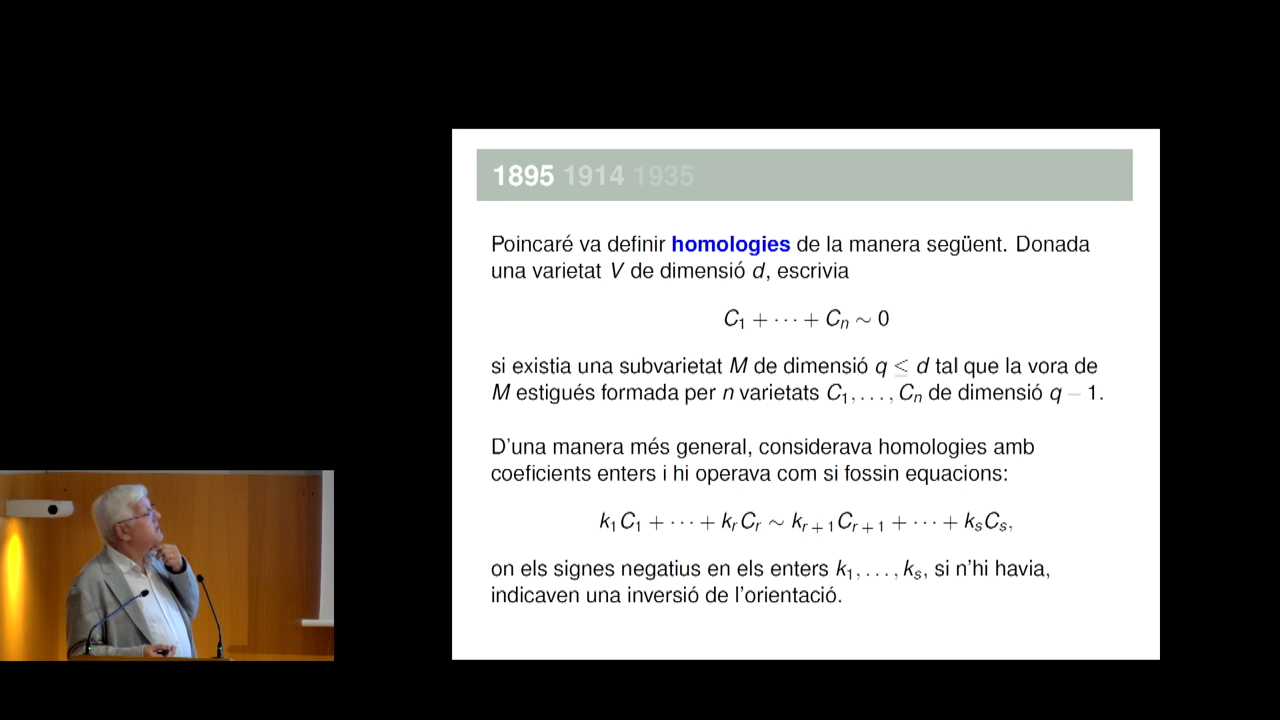 1895 1914 1935
Poincaré va definir homologies de la manera següent. Donada
una varietat V de dimensió d, escrivia
C₁ + ··· + Cₙ ∼ 0
si existia una subvarietat M de dimensió q ≤ d tal que la vora de
M estigués formada per n varietats C₁, . . . , Cₙ de dimensió q − 1.
D'una manera més general, considerava homologies amb
coeficients enters i hi operava com si fossin equacions:
k₁C₁ + ··· + kᵣCᵣ ∼ kᵣ₊₁Cᵣ₊₁ + ··· + kₛCₛ,
on els signes negatius en els enters k₁, . . . , kₛ, si n'hi havia,
indicaven una inversió de l'orientació.